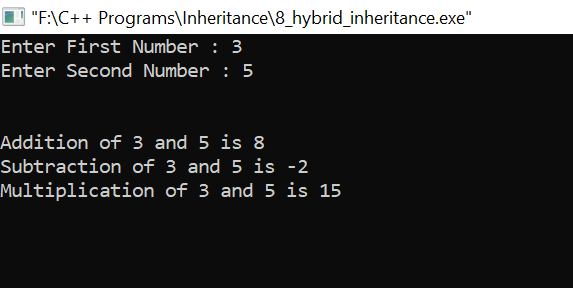 "F:\C++ Programs\Inheritance\8_hybrid_inheritance.exe"
Enter First Number : 3
Enter Second Number : 5
Addition of 3 and 5 is 8
Subtraction of 3 and 5 is -2
Multiplication of 3 and 5 is 15